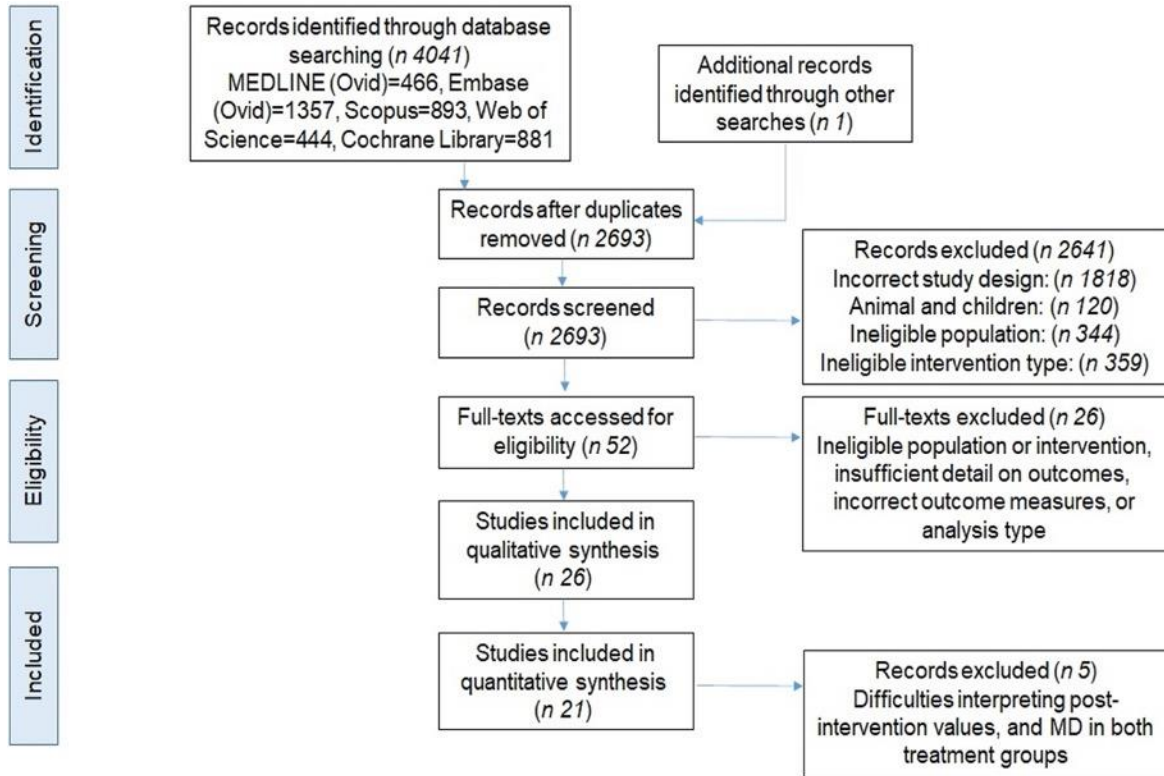 Identification
Records identified through database
searching (n 4041)
MEDLINE (Ovid)=466, Embase
(Ovid)=1357, Scopus=893, Web of
Science=444, Cochrane Library=881
Additional records
identified through other
searches (n 1)
Screening
Records after duplicates
removed (n 2693)
Records screened
(n 2693)
Records excluded (n 2641)
Incorrect study design: (n 1818)
Animal and children: (n 120)
Ineligible population: (n 344)
Ineligible intervention type: (n 359)
Eligibility
Full-texts accessed for
eligibility (n 52)
Full-texts excluded (n 26)
Ineligible population or intervention,
insufficient detail on outcomes,
incorrect outcome measures, or
analysis type
Studies included in
qualitative synthesis
(n 26)
Included
Studies included in
quantitative synthesis
(n 21)
Records excluded (n 5)
Difficulties interpreting post-
intervention values, and MD in both
treatment groups